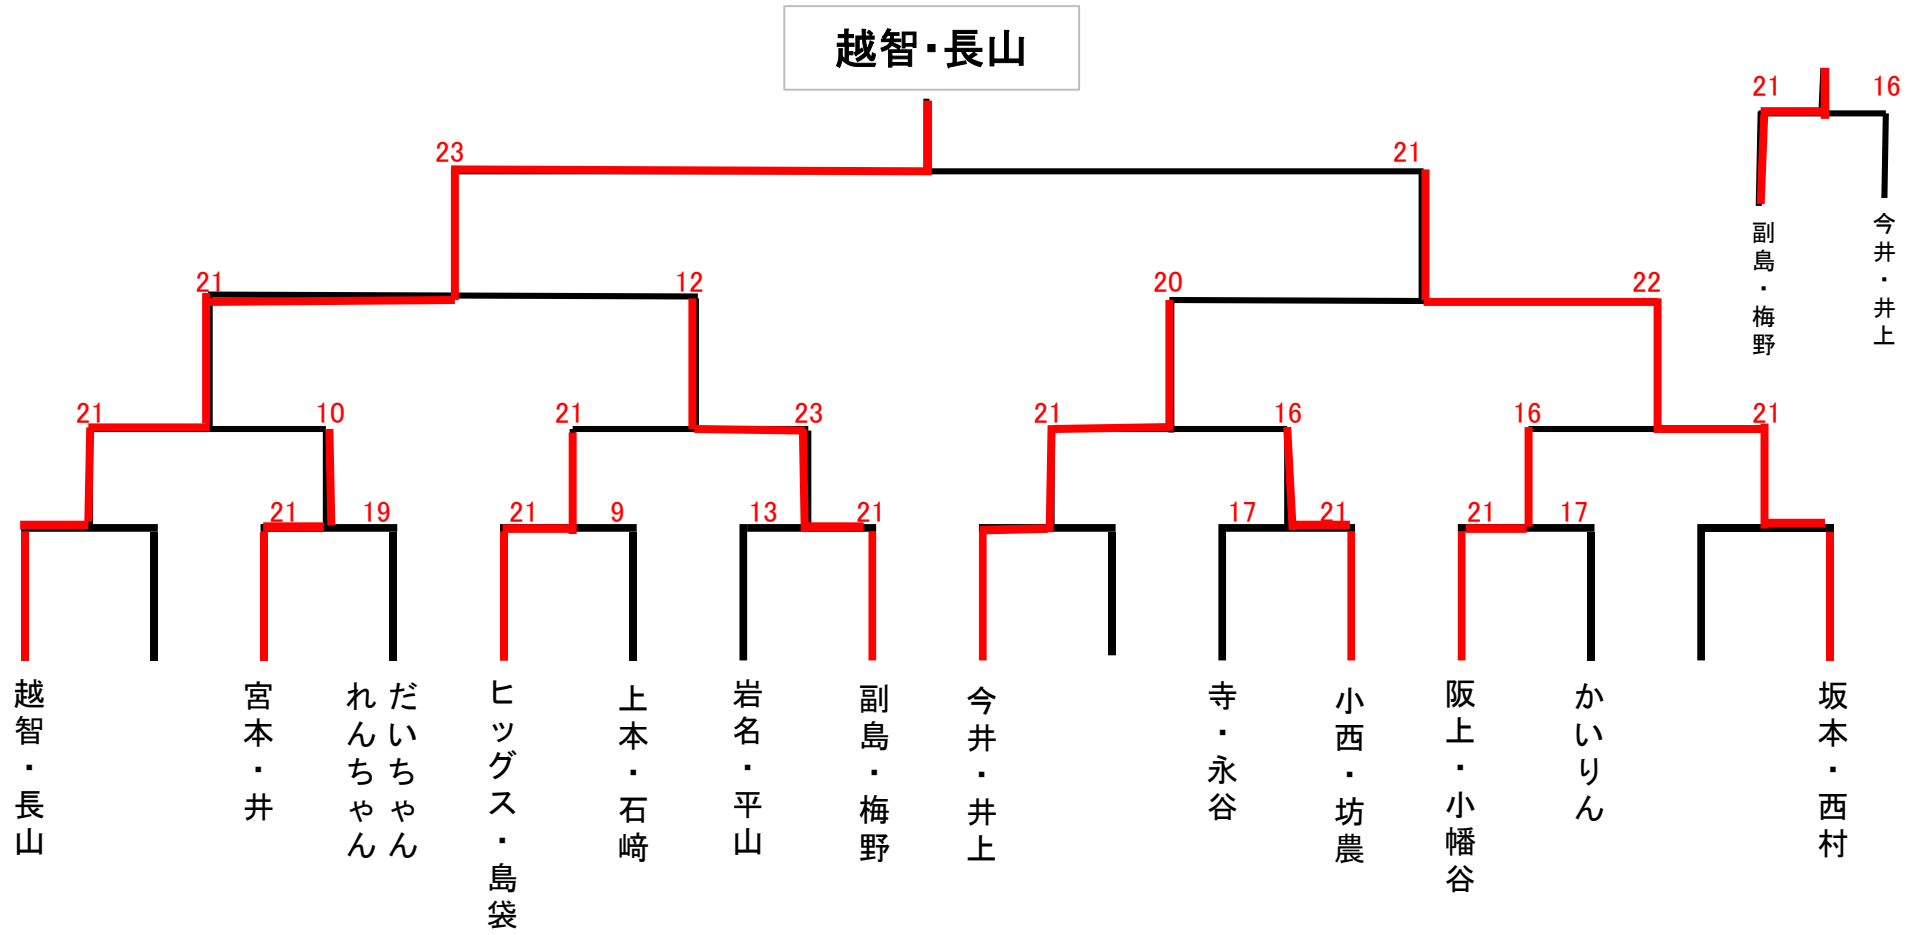 越智・長山
21
16
23
21
副島・梅野
今井・井上
21
12
20
22
21
10
21
23
21
16
16
21
21
19
21
9
13
21
17
21
21
17
越智・長山
宮本・井
だいちゃん
れんちゃん
ヒッグス・島袋
上本・石﨑
岩名・平山
副島・梅野
今井・井上
寺・永谷
小西・坊農
阪上・小幡谷
かいりん
坂本・西村